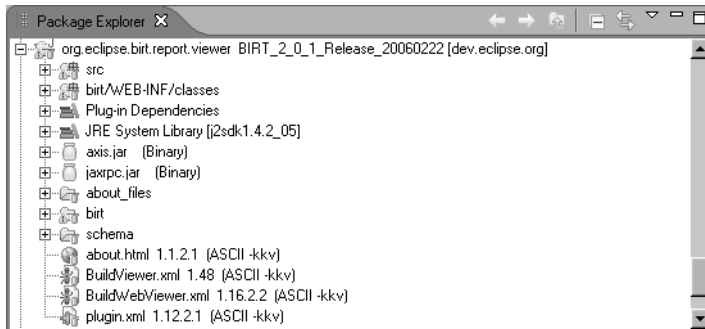 Package Explorer
org.eclipse.birt.report.viewer BIRT_2_0_1_Release_20060222 [dev.eclipse.org]
src
birt/WEB-INF/classes
Plug-in Dependencies
JRE System Library [j2sdk1.4.2_05]
axis.jar (Binary)
jaxrpc.jar (Binary)
about_files
birt
schema
about.html 1.1.2.1 (ASCII -kkv)
BuildViewer.xml 1.48 (ASCII -kkv)
BuildWebViewer.xml 1.16.2.2 (ASCII -kkv)
plugin.xml 1.12.2.1 (ASCII -kkv)